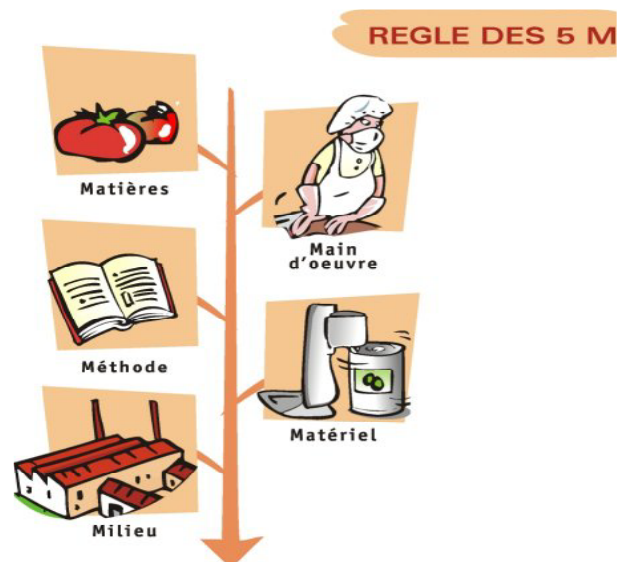 REGLE DES 5 M
Matières
Main
d'oeuvre
Méthode
Matériel
Milieu